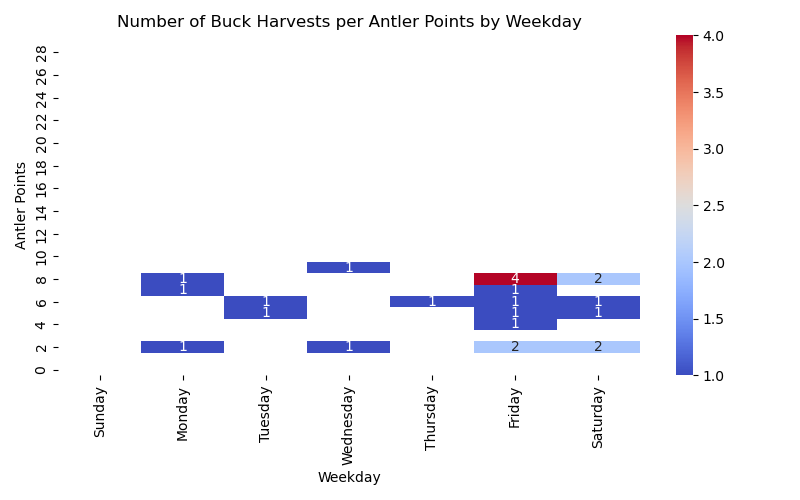 Number of Buck Harvests per Antler Points by Weekday
Antler Points
28
26
24
22
20
18
16
14
12
10
8
6
4
2
0
1
1 4 2
1 1
1 1 1 1
1 1 1
1
1 1 2 2
Sunday
Monday
Tuesday
Wednesday
Thursday
Friday
Saturday
Weekday
4.0
3.5
3.0
2.5
2.0
1.5
1.0